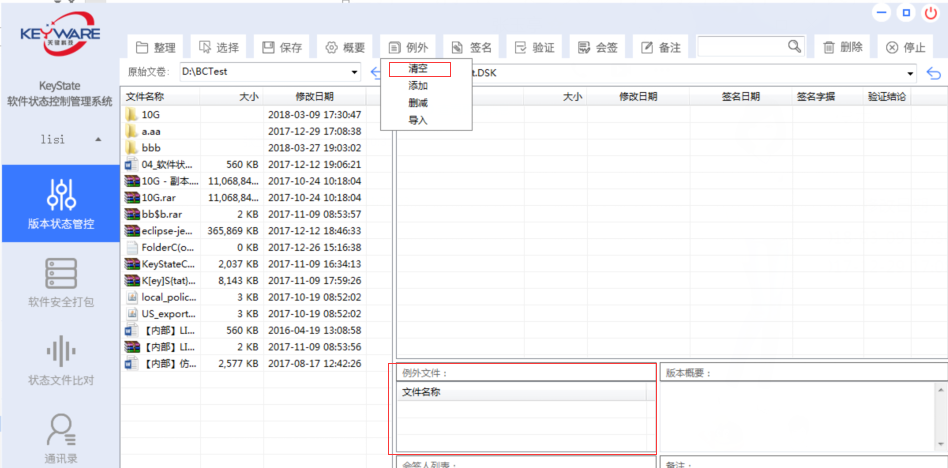 KEYWARE
天键科技
KeyState
软件状态控制管理系统
lisi
版本状态管控
软件安全打包
状态文件比对
通讯录
整理 选择 保存 概要 例外 签名 验证 会签 备注 删除 停止
原始文卷: D:\BCTest
t.DSK
清空
添加
删减
导入
文件名称 大小 修改日期
10G 2018-03-09 17:30:47
a.aa 2017-12-29 17:08:38
bbb 2018-03-27 19:03:02
04_软件状... 560 KB 2017-12-12 19:06:21
10G - 副本.... 11,068,84... 2017-10-24 10:18:04
10G.rar 11,068,84... 2017-10-24 10:18:04
bb$b.rar 2 KB 2017-11-09 08:53:57
eclipse-je... 365,869 KB 2017-12-12 18:46:33
FolderC(o... 0 KB 2017-12-26 15:16:38
KeyStateC... 2,037 KB 2017-11-09 16:34:13
K[ey]S(tat}... 8,143 KB 2017-11-09 17:59:26
local_polic... 3 KB 2017-10-19 08:52:02
US_export... 3 KB 2017-10-19 08:52:02
【内部】LI... 560 KB 2016-04-19 13:08:58
【内部】LI... 2 KB 2017-11-09 08:53:56
【内部】仿... 2,577 KB 2017-08-17 12:42:26
大小 修改日期 签名日期 签名字据 验证结论
例外文件:
文件名称
版本概要:
会签人列表:
备注: